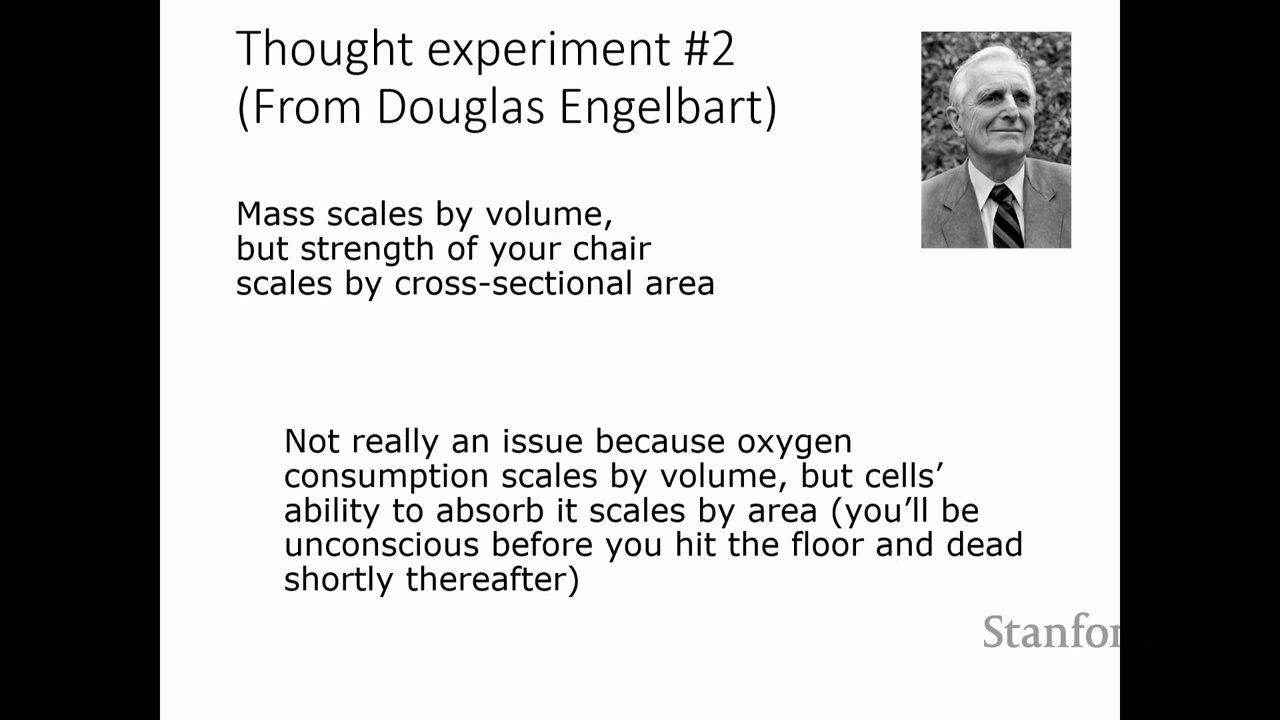 Thought experiment #2
(From Douglas Engelbart)
Mass scales by volume,
but strength of your chair
scales by cross-sectional area
Not really an issue because oxygen
consumption scales by volume, but cells’
ability to absorb it scales by area (you’ll be
unconscious before you hit the floor and dead
shortly thereafter)
Stanford